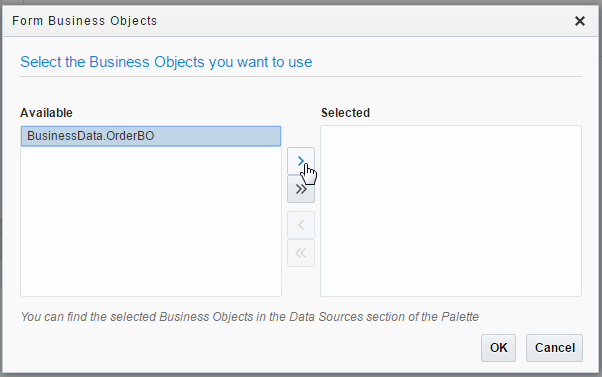 Form Business Objects
Select the Business Objects you want to use
Available
Selected
BusinessData.OrderBO
You can find the selected Business Objects in the Data Sources section of the Palette
OK
Cancel